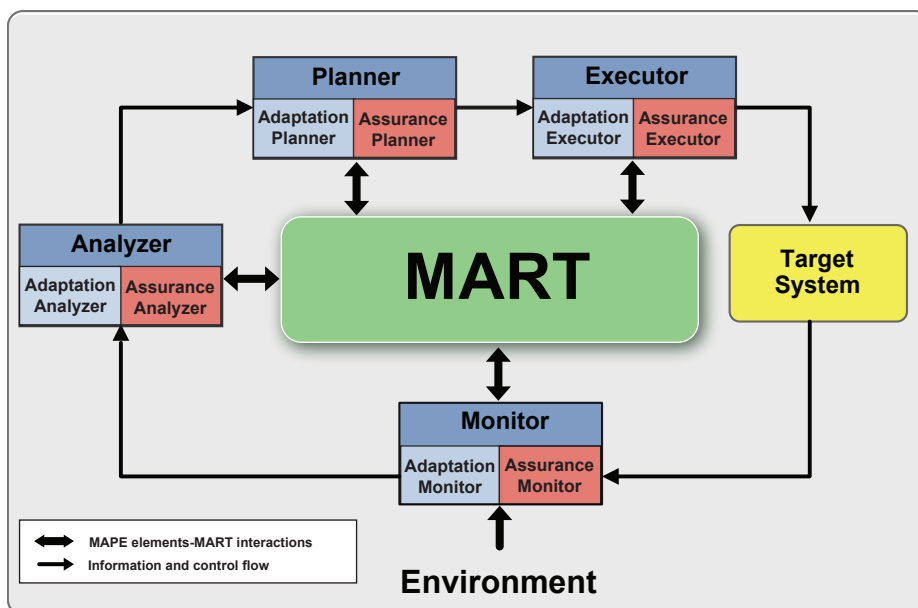 Planner
Adaptation
Planner
Assurance
Planner
Executor
Adaptation
Executor
Assurance
Executor
Analyzer
Adaptation
Analyzer
Assurance
Analyzer
MART
Target
System
Monitor
Adaptation
Monitor
Assurance
Monitor
MAPE elements-MART interactions
Information and control flow
Environment